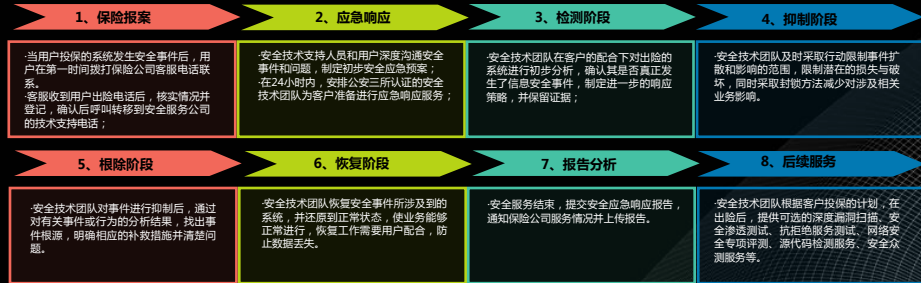 1、保险报案
2、应急响应
3、检测阶段
4、抑制阶段
·当用户投保的系统发生安全事件后，用
户在第一时间拨打保险公司客服电话联
系。
·客服收到用户出险电话后，核实情况并
登记，确认后呼叫转移到安全服务公司
的技术支持电话；
·安全技术支持人员和用户深度沟通安全
事件和问题，制定初步安全应急预案；
·在24小时内，安排公安三所认证的安全
技术团队为客户准备进行应急响应服务；
·安全技术团队在客户的配合下对出险的
系统进行初步分析，确认其是否真正发
生了信息安全事件，制定进一步的响应
策略，并保留证据；
·安全技术团队及时采取行动限制事件扩
散和影响的范围，限制潜在的损失与破
坏，同时采取封锁方法减少对涉及相关
业务影响。
5、根除阶段
6、恢复阶段
7、报告分析
8、后续服务
·安全技术团队对事件进行抑制后，通过
对有关事件或行为的分析结果，找出事
件根源，明确相应的补救措施并清楚问
题。
·安全技术团队恢复安全事件所涉及到的
系统，并还原到正常状态，使业务能够
正常进行，恢复工作需要用户配合，防
止数据丢失。
·安全服务结束，提交安全应急响应报告，
通知保险公司服务情况并上传报告。
·安全技术团队根据客户投保的计划，在
出险后，提供可选的深度漏洞扫描、安
全渗透测试、抗拒绝服务测试、网络安
全专项评测、源代码检测服务、安全众
测服务等。